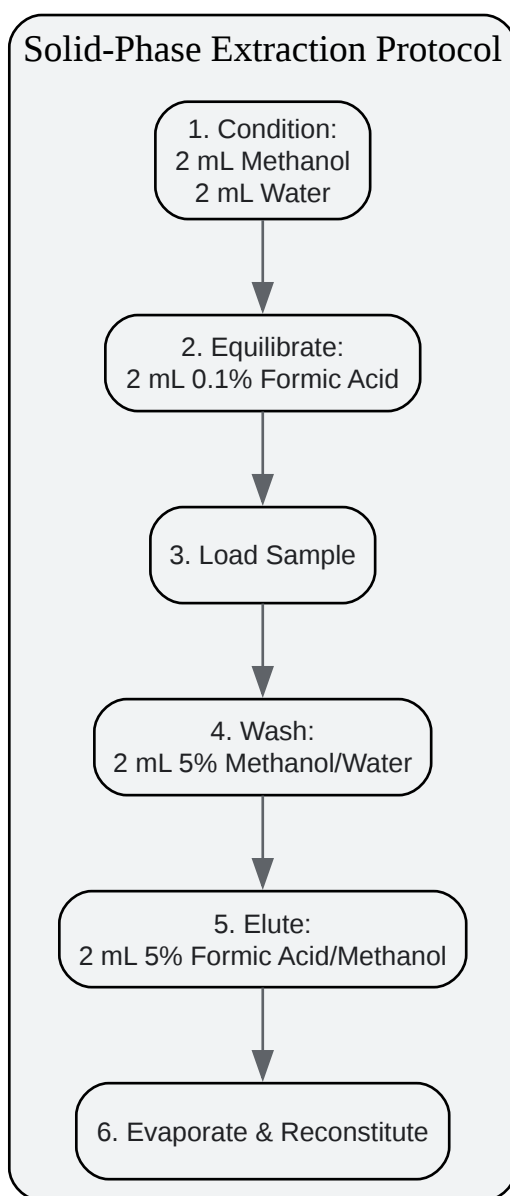 Solid-Phase Extraction Protocol
1. Condition:
2 mL Methanol
2 mL Water
2. Equilibrate:
2 mL 0.1% Formic Acid
3. Load Sample
4. Wash:
2 mL 5% Methanol/Water
5. Elute:
2 mL 5% Formic Acid/Methanol
6. Evaporate & Reconstitute